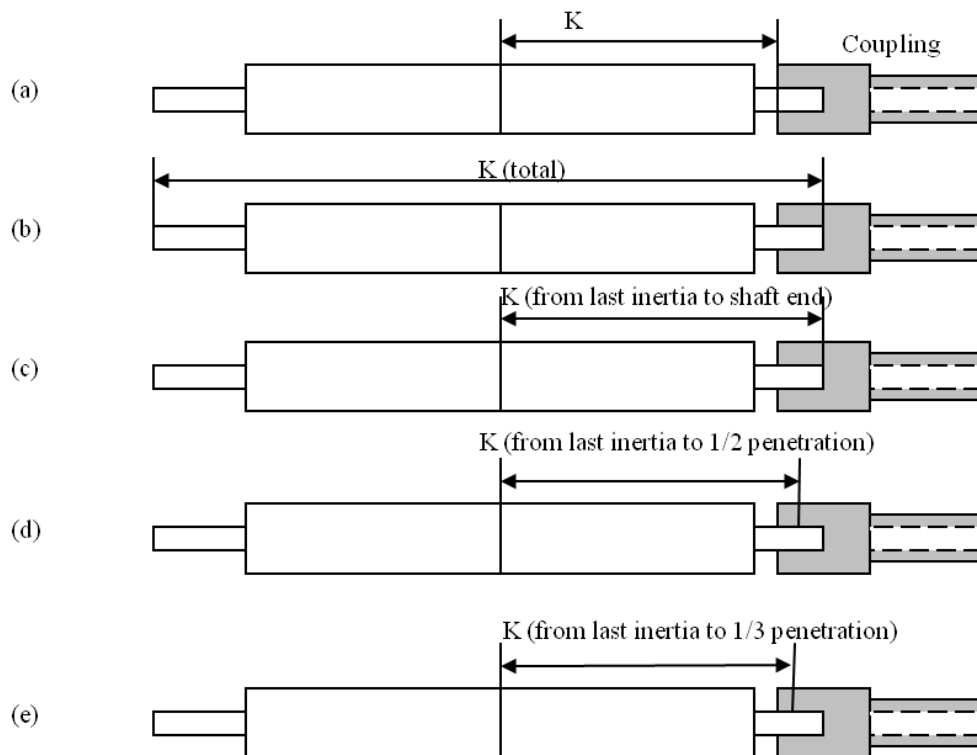 K
Coupling
(a)
K (total)
(b)
K (from last inertia to shaft end)
(c)
K (from last inertia to 1/2 penetration)
(d)
K (from last inertia to 1/3 penetration)
(e)